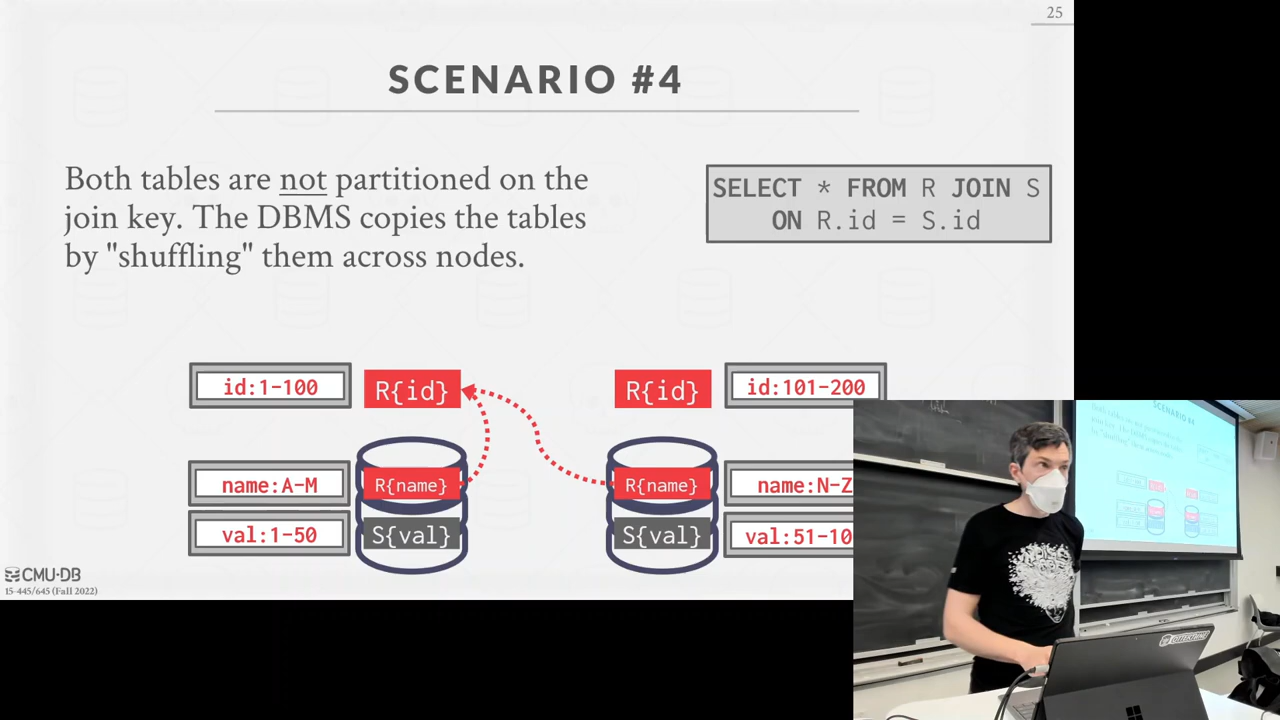 25
SCENARIO #4
Both tables are not partitioned on the
join key. The DBMS copies the tables
by "shuffling" them across nodes.
SELECT * FROM R JOIN S
ON R.id = S.id
id:1-100
R{id}
R{id}
id:101-200
name:A-M
R{name}
R{name}
name:N-Z
val:1-50
S{val}
S{val}
val:51-10
CMU·DB
15-445/645 (Fall 2022)
SCENARIO #4